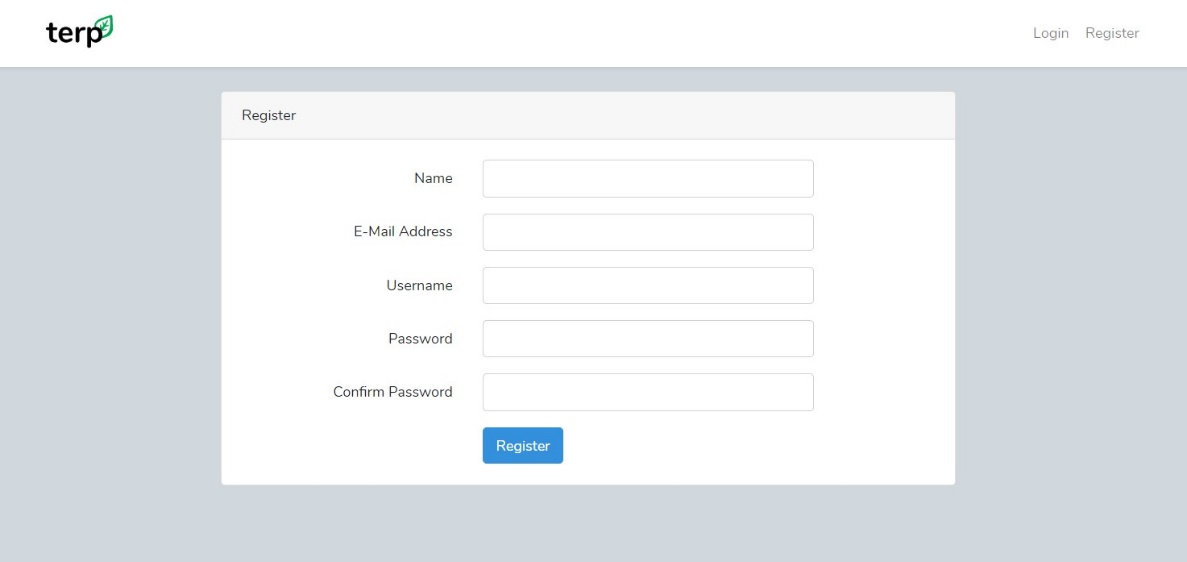 terp
Login Register
Register
Name
E-Mail Address
Username
Password
Confirm Password
Register